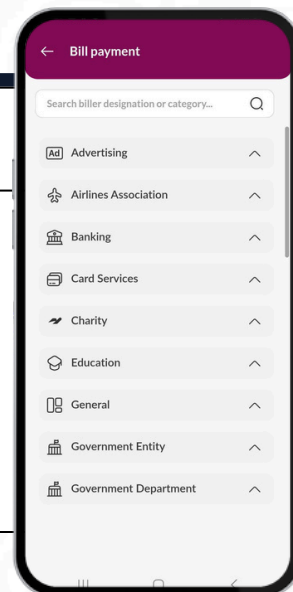 Bill payment
Search biller designation or category...
Ad Advertising
Airlines Association
Banking
Card Services
Charity
Education
General
Government Entity
Government Department